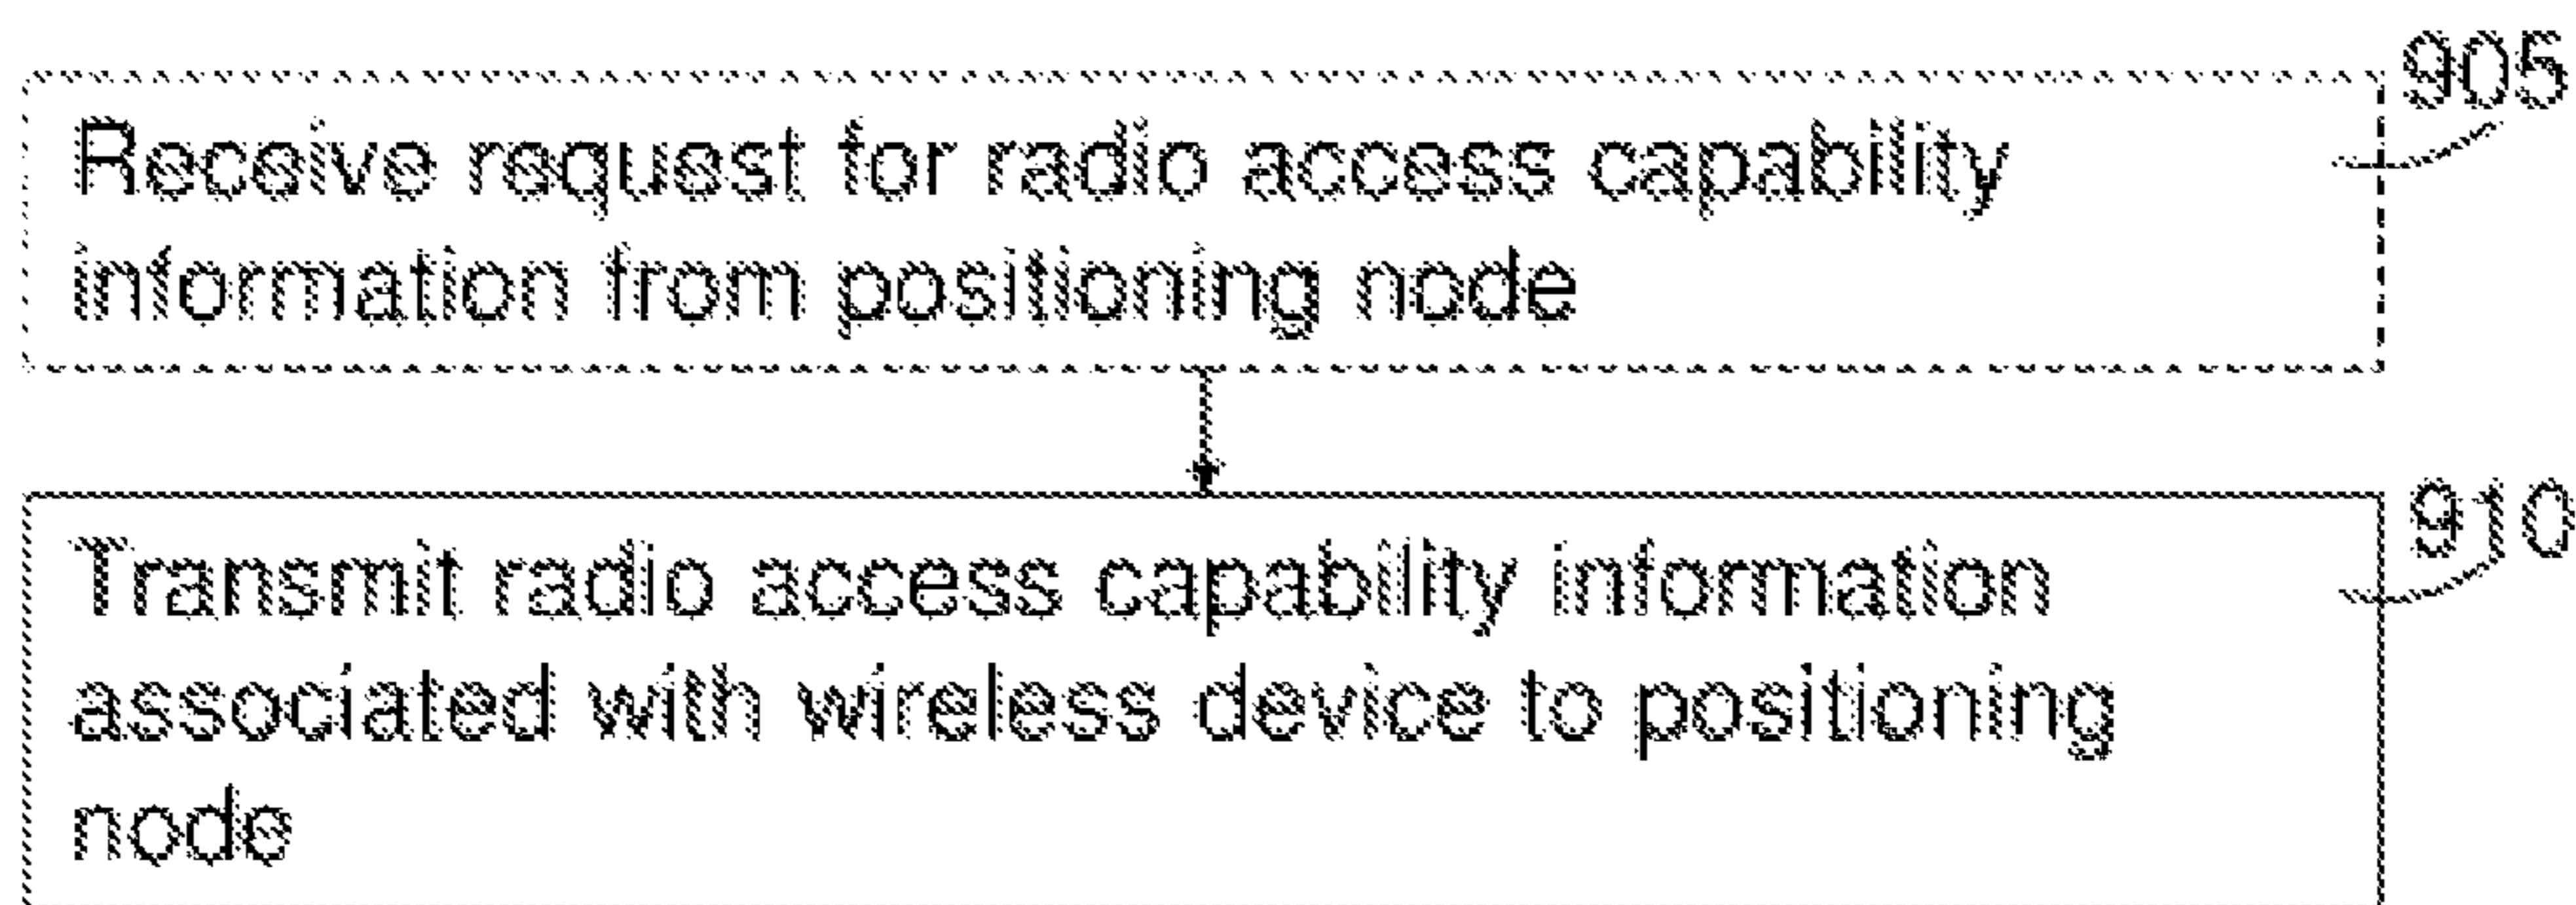 905
Receive request for radio access capability
information from positioning node
910
Transmit radio access capability information
associated with wireless device to positioning
node